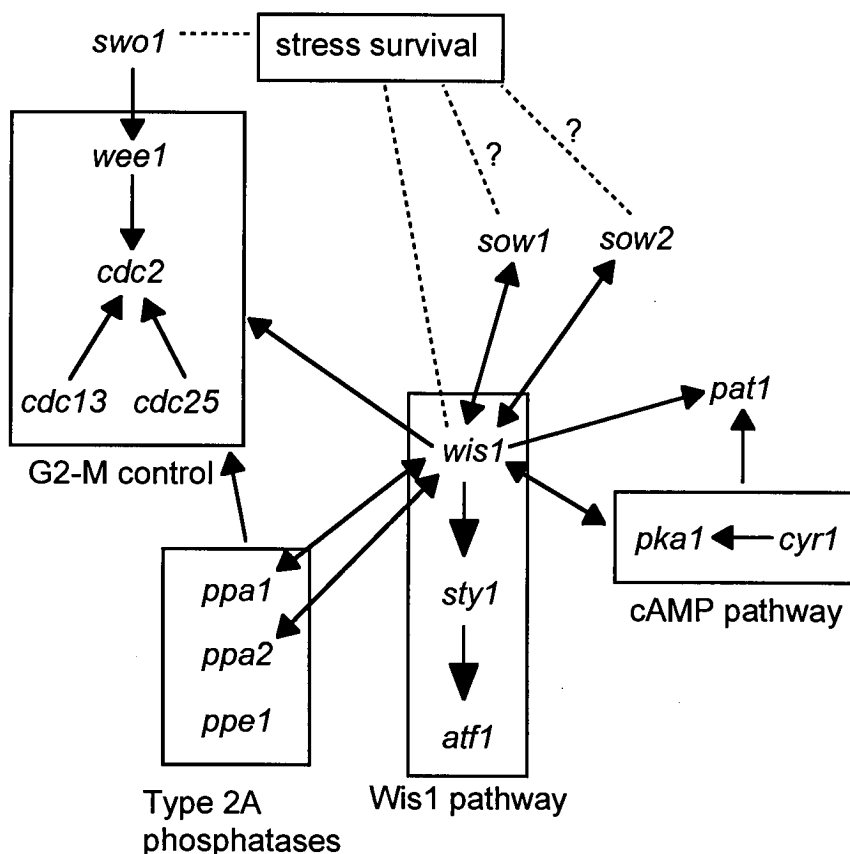 swo1
stress survival
wee1
?
?
sow1
sow2
cdc2
cdc13
cdc25
pat1
G2-M control
wis1
pka1
cyr1
cAMP pathway
ppa1
sty1
ppa2
ppe1
atf1
Type 2A
phosphatases
Wis1 pathway